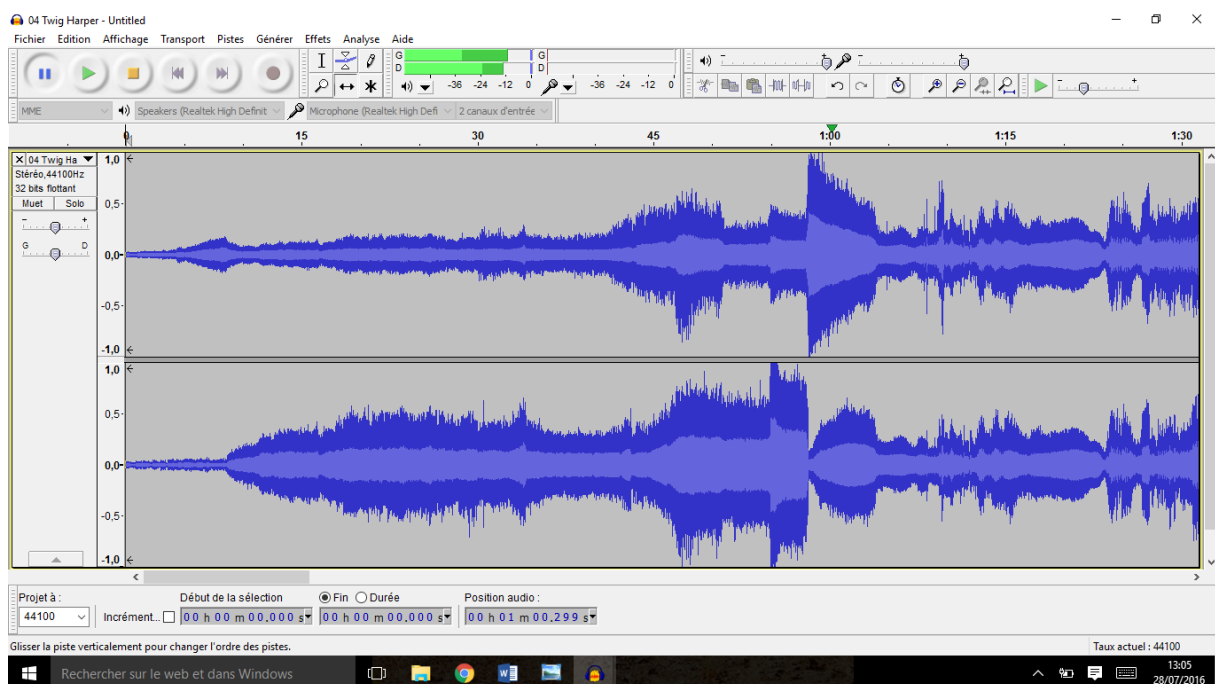 04 Twig Harper - Untitled
Fichier Edition Affichage Transport Pistes Générer Effets Analyse Aide
G G
D D
-36 -24 -12 0 -36 -24 -12 0
MME Speakers (Realtek High Definit Microphone (Realtek High Defi 2 canaux d'entrée
0 15 30 45 1:00 1:15 1:30
04 Twig Ha
Stéréo,44100Hz
32 bits flottant
Muet Solo
- +
G D
1,0
0,5-
0,0-
-0,5-
-1,0
1,0
0,5-
0,0-
-0,5-
-1,0
Projet à : Début de la sélection Fin Durée Position audio :
44100 Incrément... 00 h 00 m 00.000 s 00 h 00 m 00.000 s 00 h 01 m 00.299 s
Glisser la piste verticalement pour changer l'ordre des pistes. Taux actuel : 44100
Rechercher sur le web et dans Windows 13:05
28/07/2016